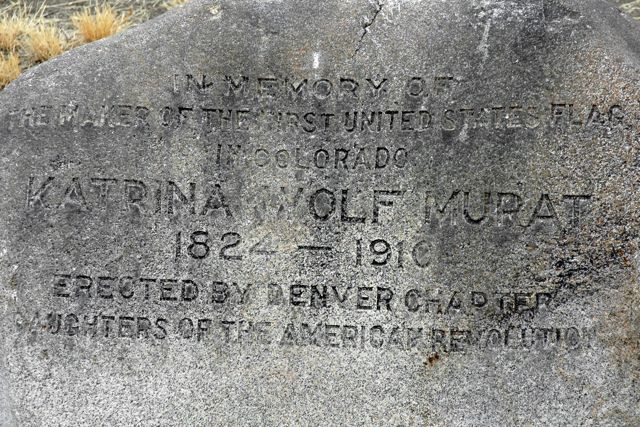 IN MEMORY OF
THE MAKER OF THE FIRST UNITED STATES FLAG
IN COLORADO
KATRINA WOLF MURAT
1824 — 1910
ERECTED BY DENVER CHAPTER
DAUGHTERS OF THE AMERICAN REVOLUTION